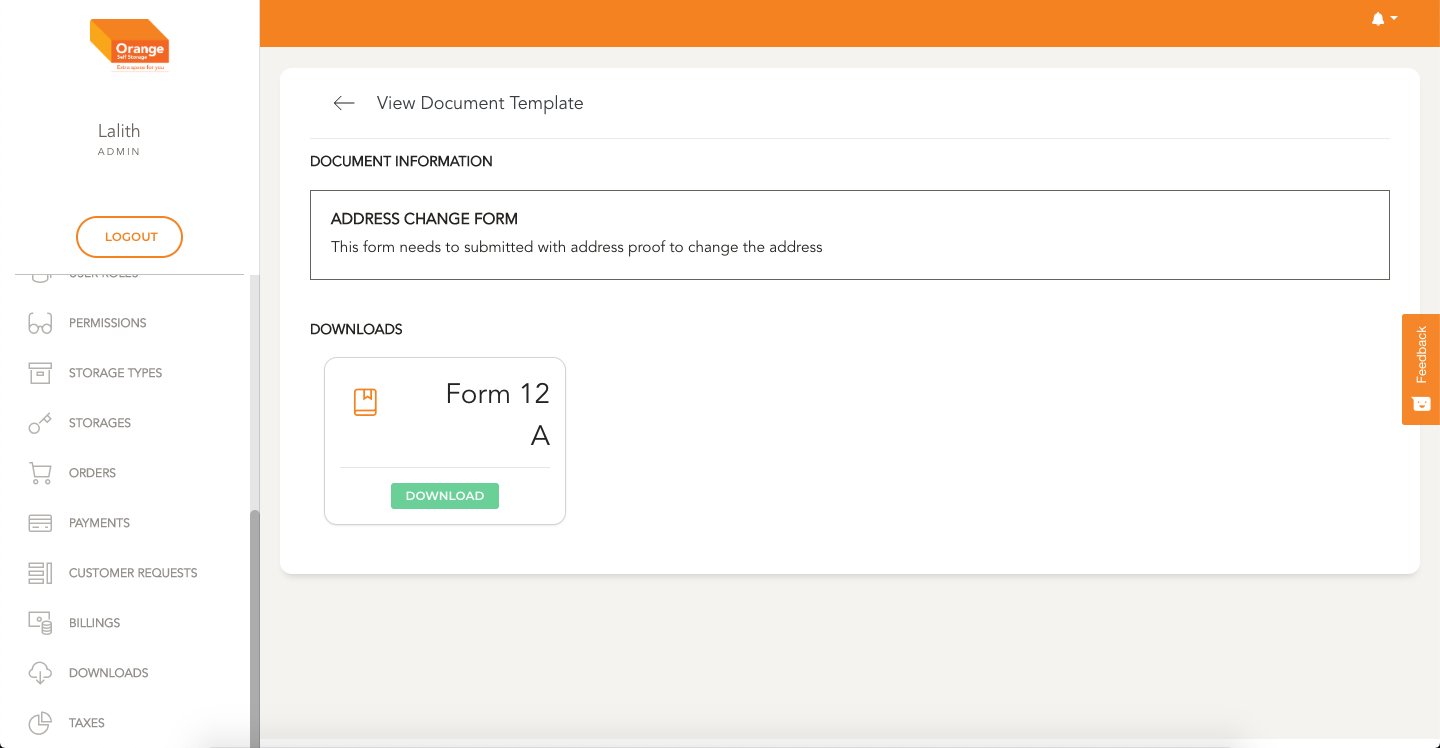 Orange
Self Storage
Extra space for you
Lalith
ADMIN
LOGOUT
USER ROLES
PERMISSIONS
STORAGE TYPES
STORAGES
ORDERS
PAYMENTS
CUSTOMER REQUESTS
BILLINGS
DOWNLOADS
TAXES
View Document Template
DOCUMENT INFORMATION
ADDRESS CHANGE FORM
This form needs to submitted with address proof to change the address
DOWNLOADS
Form 12
A
DOWNLOAD
Feedback